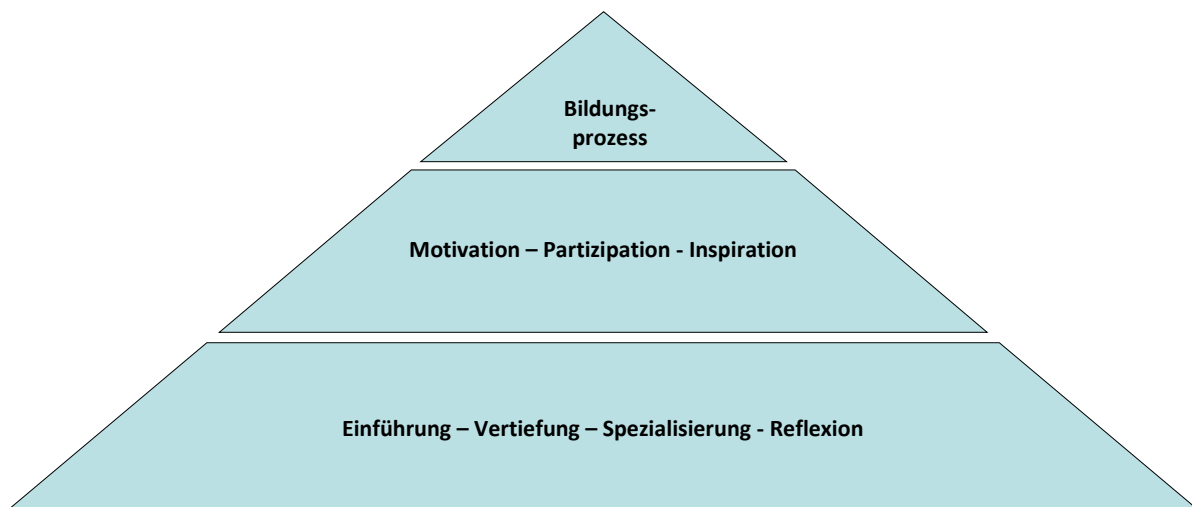 Bildungs-
prozess
Motivation – Partizipation - Inspiration
Einführung – Vertiefung – Spezialisierung - Reflexion